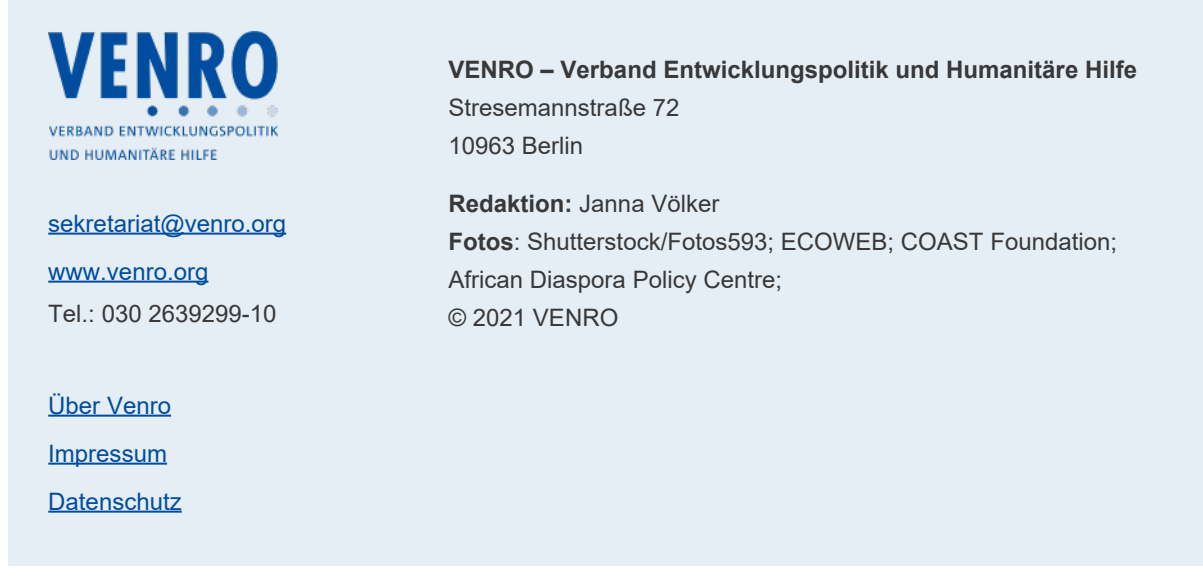 VENRO
VERBAND ENTWICKLUNGSPOLITIK
UND HUMANITÄRE HILFE
sekretariat@venro.org
www.venro.org
Tel.: 030 2639299-10
Über Venro
Impressum
Datenschutz
VENRO – Verband Entwicklungspolitik und Humanitäre Hilfe
Stresemannstraße 72
10963 Berlin
Redaktion: Janna Völker
Fotos: Shutterstock/Fotos593; ECOWEB; COAST Foundation;
African Diaspora Policy Centre;
© 2021 VENRO